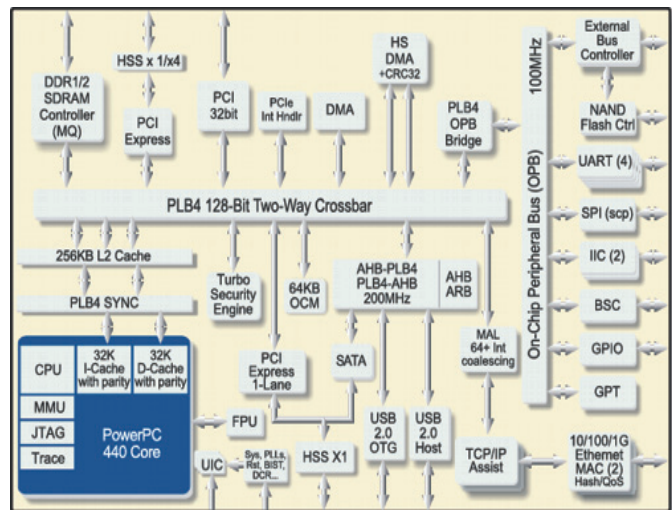 DDR1/2
SDRAM
Controller
(MQ)
HSS x 1/x4
PCI
Express
PCI
32bit
PCIe
Int Hndlr
DMA
HS
DMA
+CRC32
PLB4
OPB
Bridge
100MHz
On-Chip Peripheral Bus (OPB)
External
Bus
Controller
NAND
Flash Ctrl
UART (4)
SPI (scp)
IIC (2)
BSC
GPIO
GPT
PLB4 128-Bit Two-Way Crossbar
256KB L2 Cache
PLB4 SYNC
Turbo
Security
Engine
64KB
OCM
AHB-PLB4
PLB4-AHB
200MHz
AHB
ARB
MAL
64+ Int
coalescing
PCI
Express
1-Lane
SATA
CPU
32K
I-Cache
with parity
32K
D-Cache
with parity
MMU
JTAG
Trace
PowerPC
440 Core
FPU
UIC
Sys, PLLs,
Rst, BIST,
DCR...
HSS X1
USB
2.0
OTG
USB
2.0
Host
TCP/IP
Assist
10/100/1G
Ethernet
MAC (2)
Hash/QoS